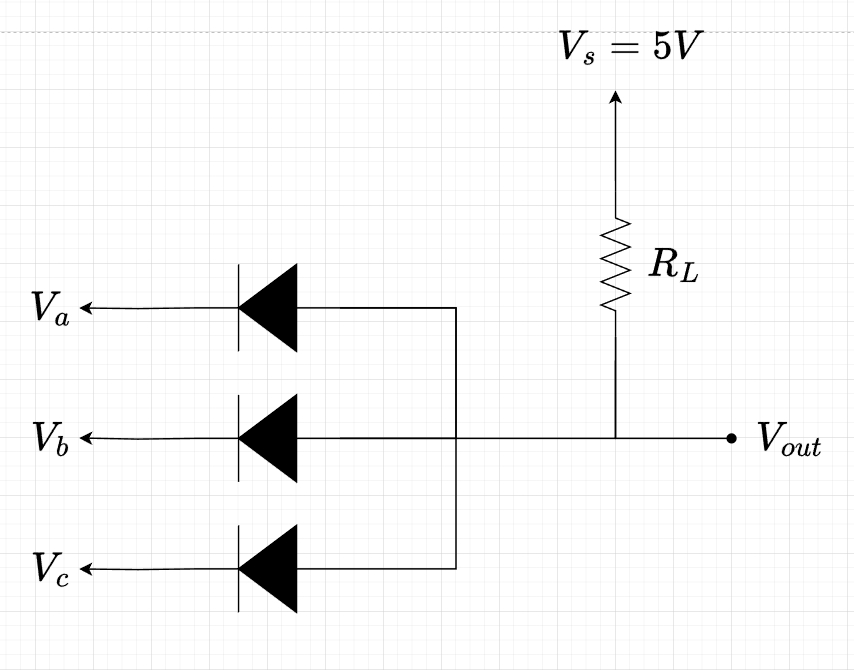 V_s = 5V
R_L
V_a
V_b
V_out
V_c